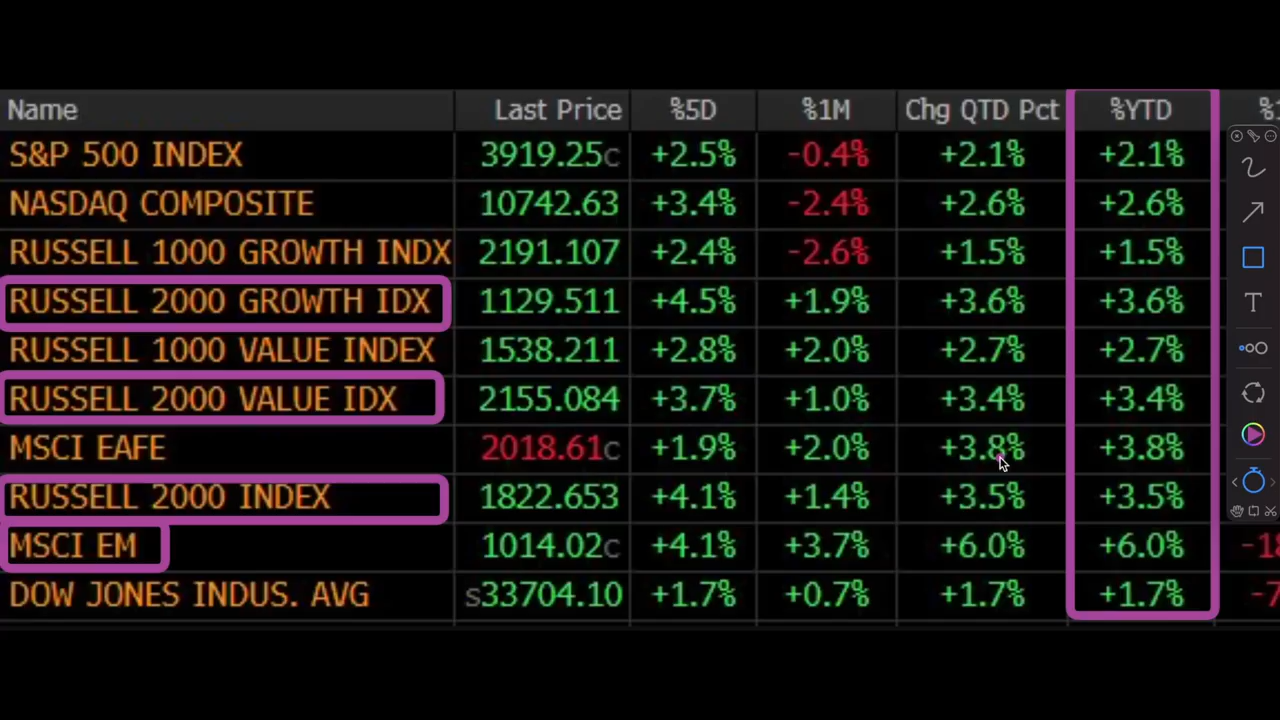 Name Last Price %5D %1M Chg QTD Pct %YTD
S&P 500 INDEX 3919.25c +2.5% -0.4% +2.1% +2.1%
NASDAQ COMPOSITE 10742.63 +3.4% -2.4% +2.6% +2.6%
RUSSELL 1000 GROWTH INDX 2191.107 +2.4% -2.6% +1.5% +1.5%
RUSSELL 2000 GROWTH IDX 1129.511 +4.5% +1.9% +3.6% +3.6%
RUSSELL 1000 VALUE INDEX 1538.211 +2.8% +2.0% +2.7% +2.7%
RUSSELL 2000 VALUE IDX 2155.084 +3.7% +1.0% +3.4% +3.4%
MSCI EAFE 2018.61c +1.9% +2.0% +3.8% +3.8%
RUSSELL 2000 INDEX 1822.653 +4.1% +1.4% +3.5% +3.5%
MSCI EM 1014.02c +4.1% +3.7% +6.0% +6.0%
DOW JONES INDUS. AVG s33704.10 +1.7% +0.7% +1.7% +1.7%